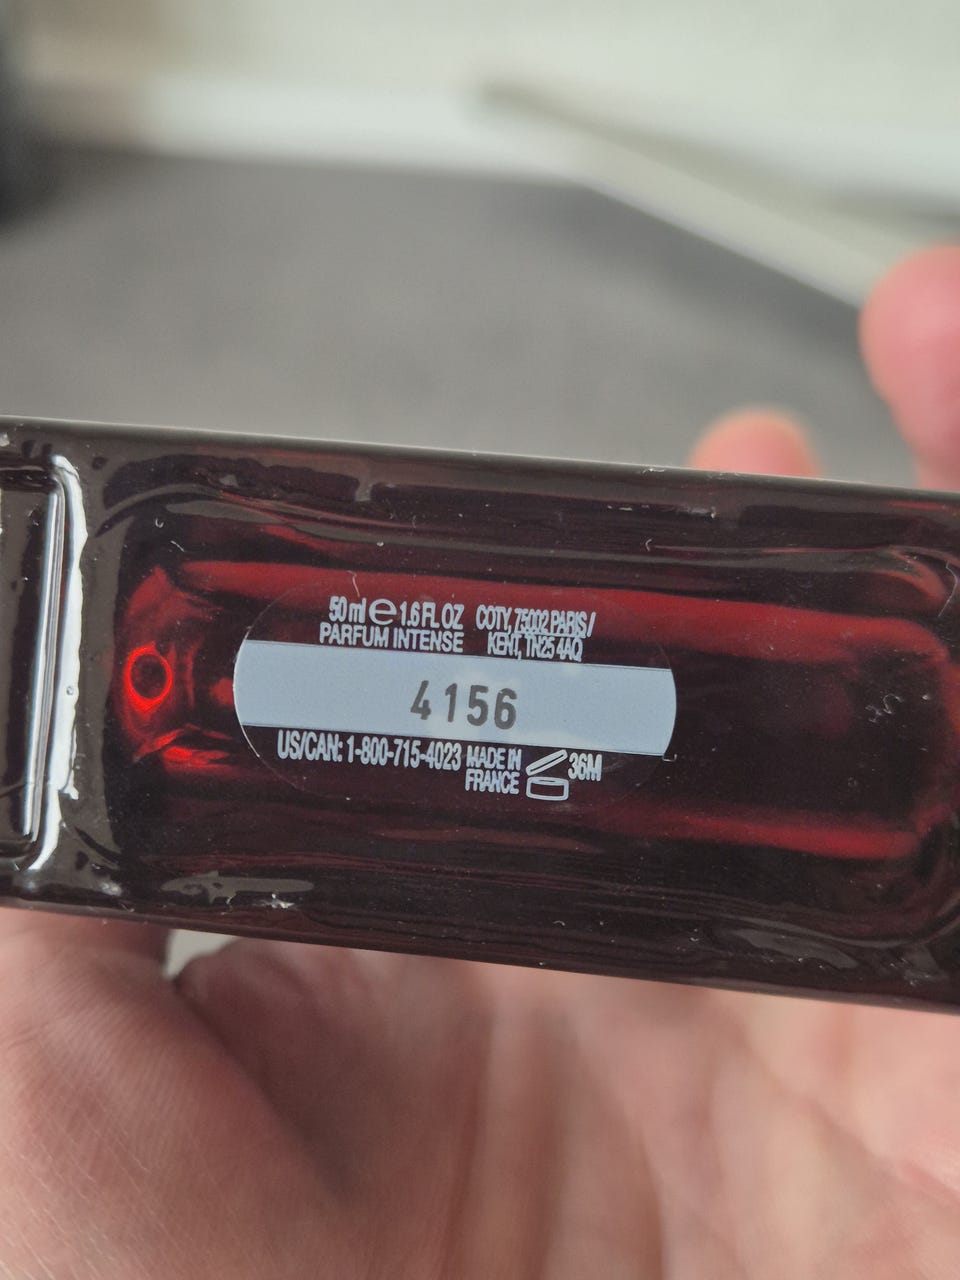 50 ml e 1.6 FL. OZ COTY, 75002 PARIS /
PARFUM INTENSE KENT, TN25 4AQ
4156
US/CAN: 1-800-715-4023 MADE IN
FRANCE 36M